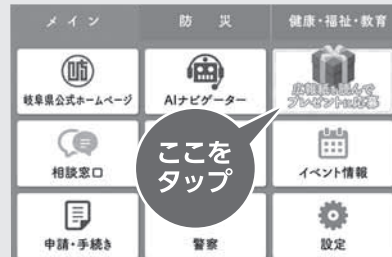 メイン
防災
健康・福祉・教育
岐阜県公式ホームページ
AIナビゲーター
広報紙を読んで
プレゼントに応募
相談窓口
ここを
タップ
イベント情報
申請・手続き
警察
設定